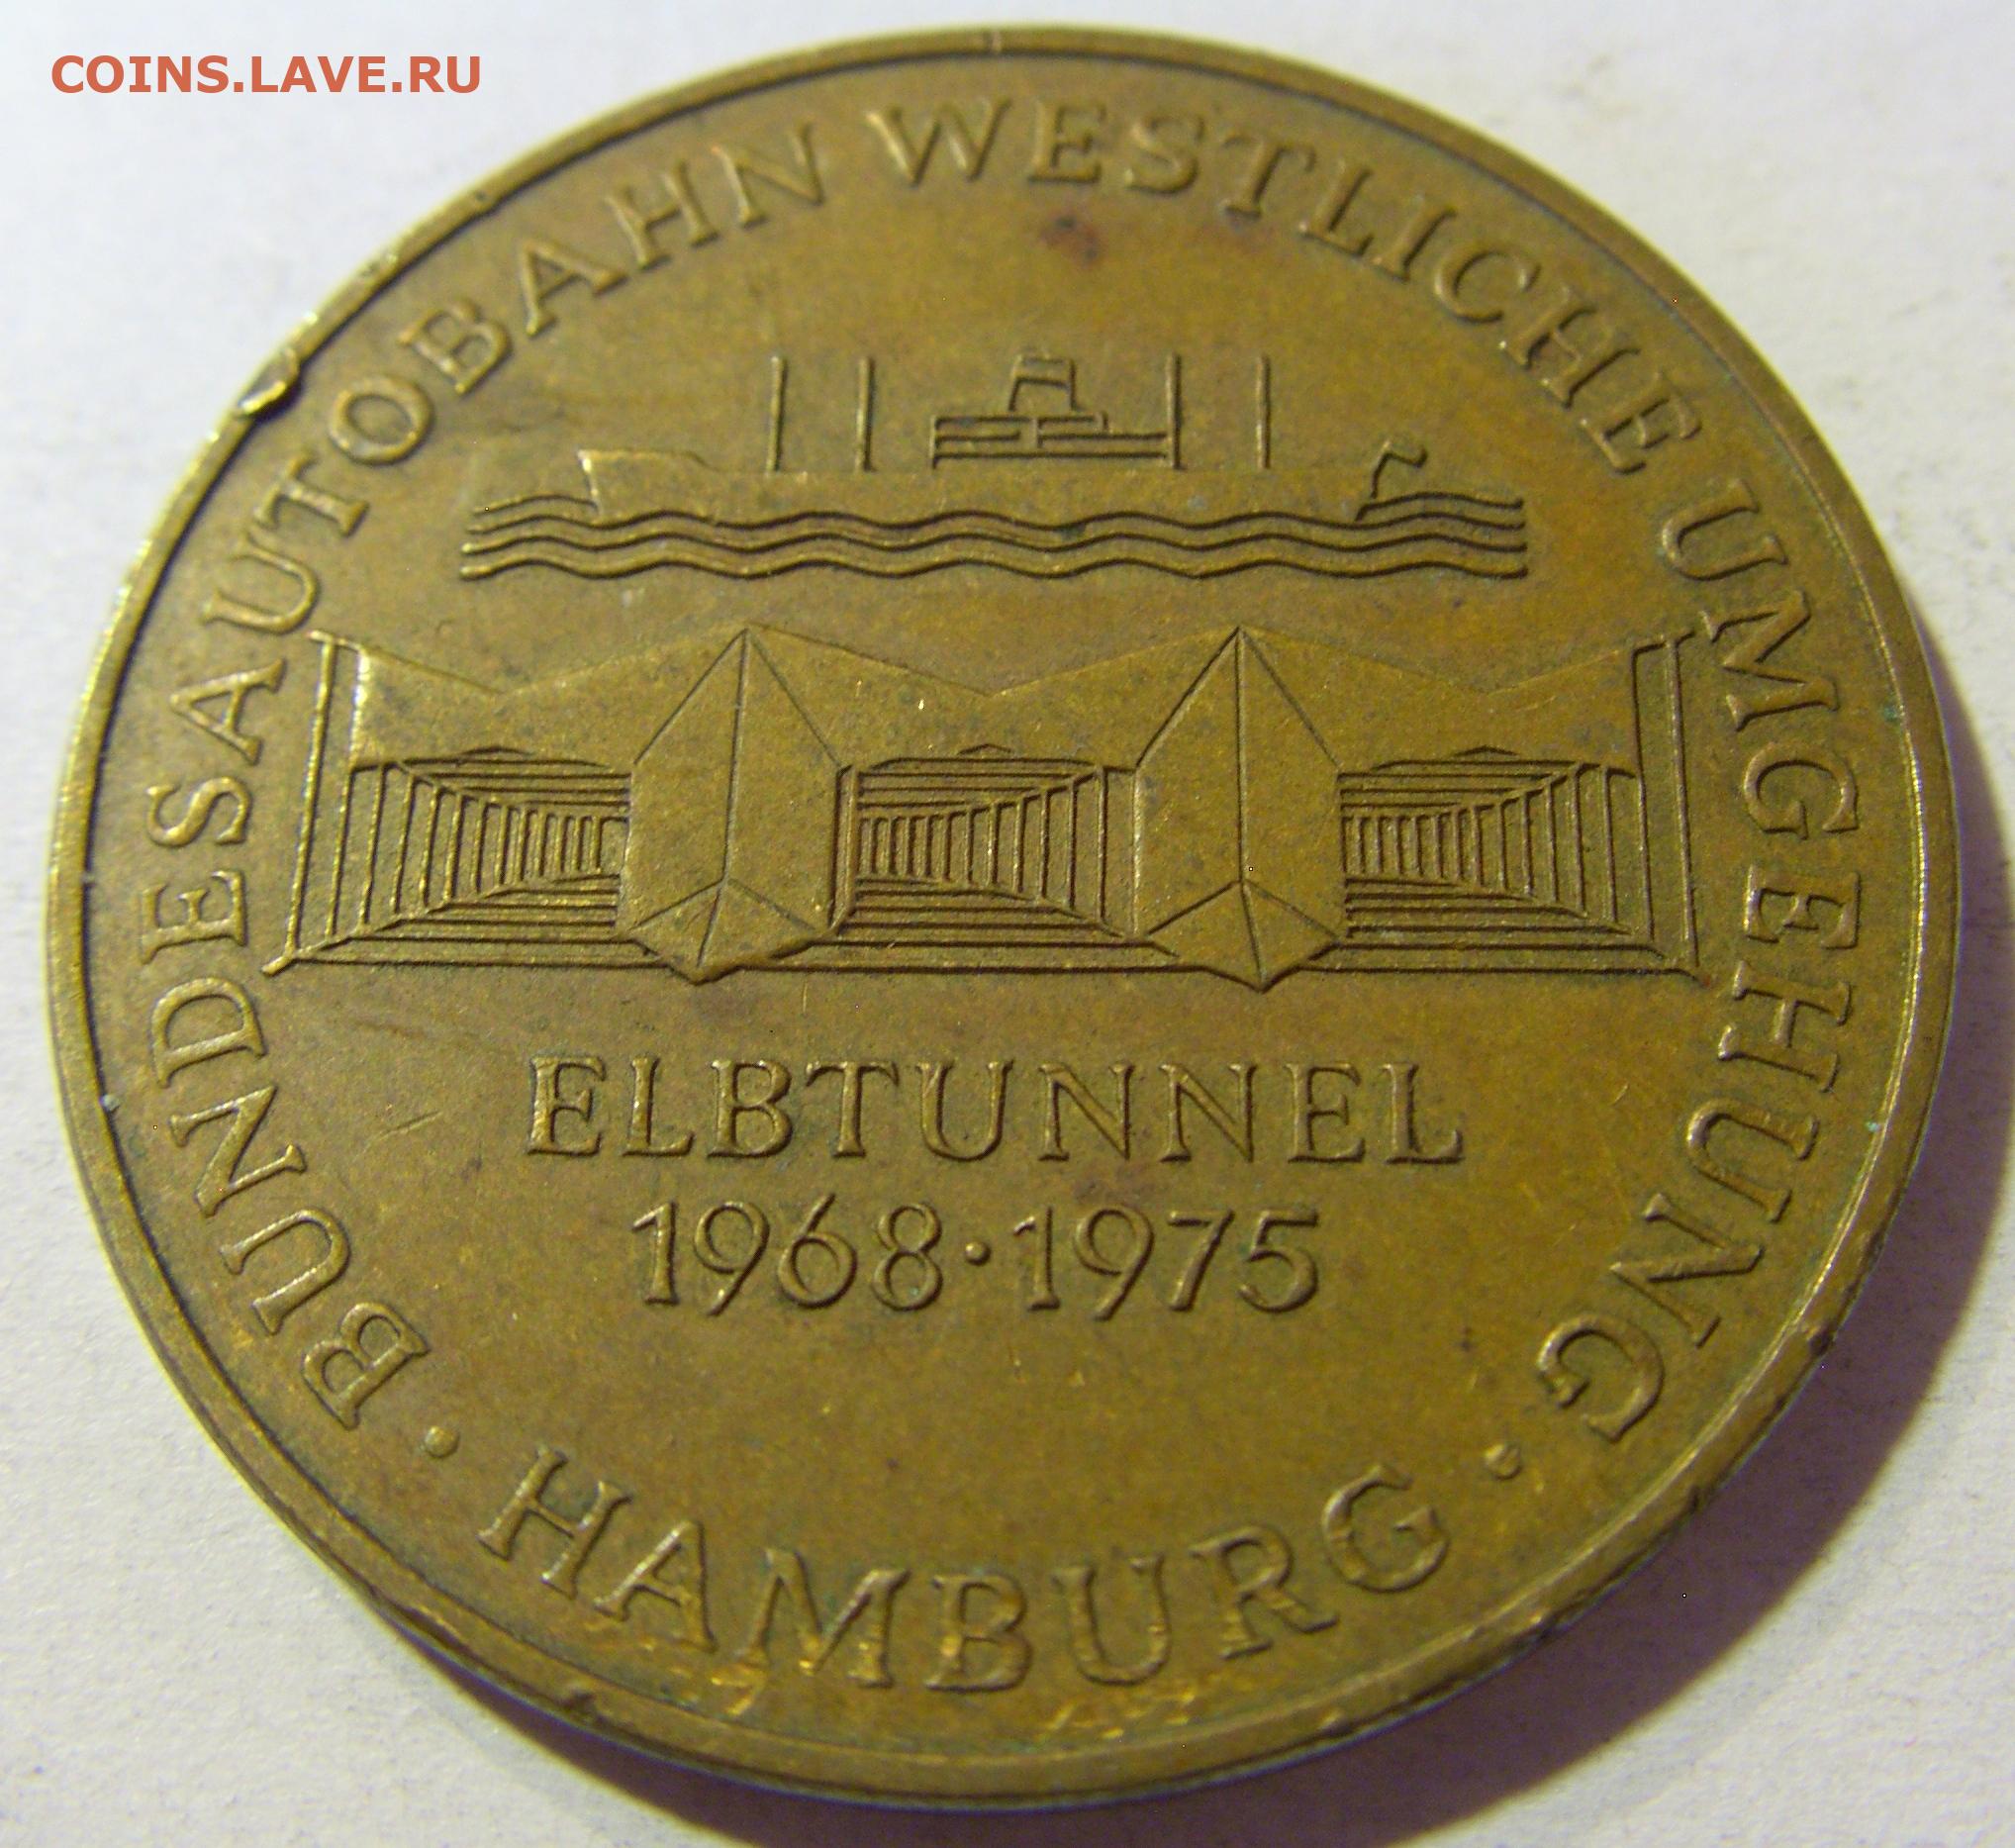 COINS.LAVE.RU
BUNDESAUTOBAHN WESTLICHE UMGEHUNG
ELBTUNNEL
1968·1975
· HAMBURG ·